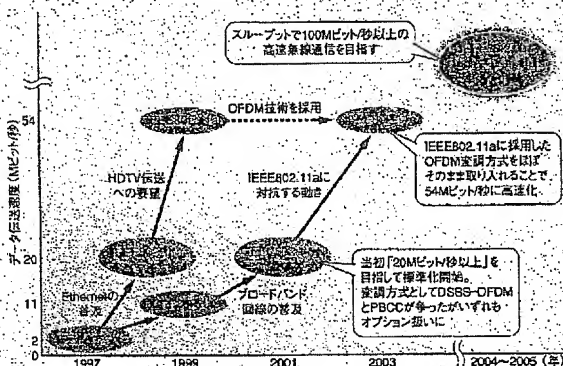 スループットで100Mビット/秒以上の
高速無線通信を目指す
OFDM技術を採用
54
データ伝送速度(Mビット/秒)
HDTV伝送
への要望
IEEE802.11aに
対抗する動き
IEEE802.11aに採用した
OFDM変調方式をほぼ
そのまま取り入れることで
54Mビット/秒に高速化
20
当初「20Mビット/秒以上」を
目指して標準化開始。
変調方式としてDSSS-OFDM
とPBCCが争ったがいずれも
オプション扱いに
Ethernetの
普及
ブロードバンド
回線の普及
11
2
0
1997
1999
2001
2003
2004～2005 (年)